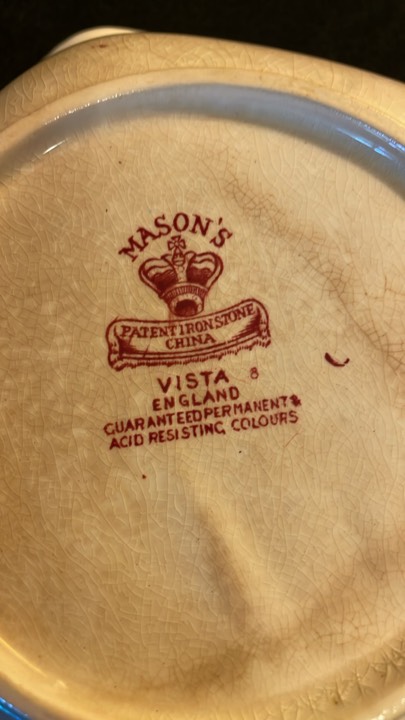 MASON'S
PATENT IRONSTONE
CHINA
VISTA 8
ENGLAND
GUARANTEED PERMANENT &
ACID RESISTING COLOURS